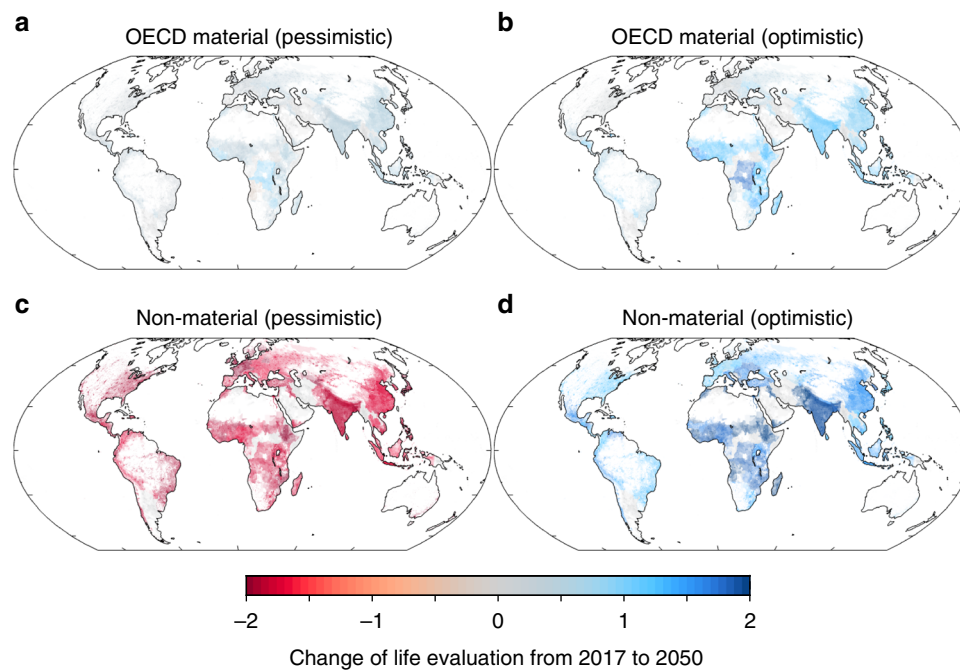 a
OECD material (pessimistic)
b
OECD material (optimistic)
c
Non-material (pessimistic)
d
Non-material (optimistic)
−2 −1 0 1 2
Change of life evaluation from 2017 to 2050